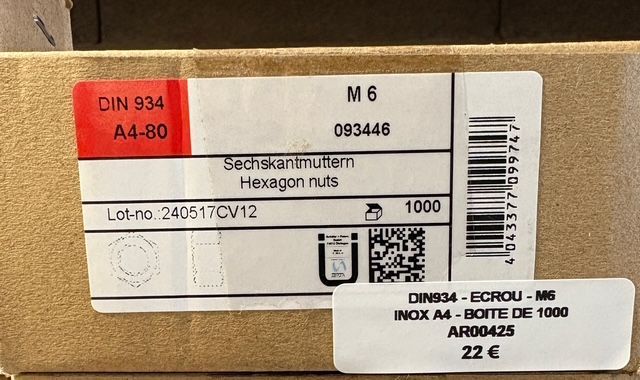 DIN 934
A4-80
M 6
093446
Sechskantmuttern
Hexagon nuts
Lot-no.:240517CV12
1000
4 043377 099747
DIN934 - ECROU - M6
INOX A4 - BOITE DE 1000
AR00425
22 €